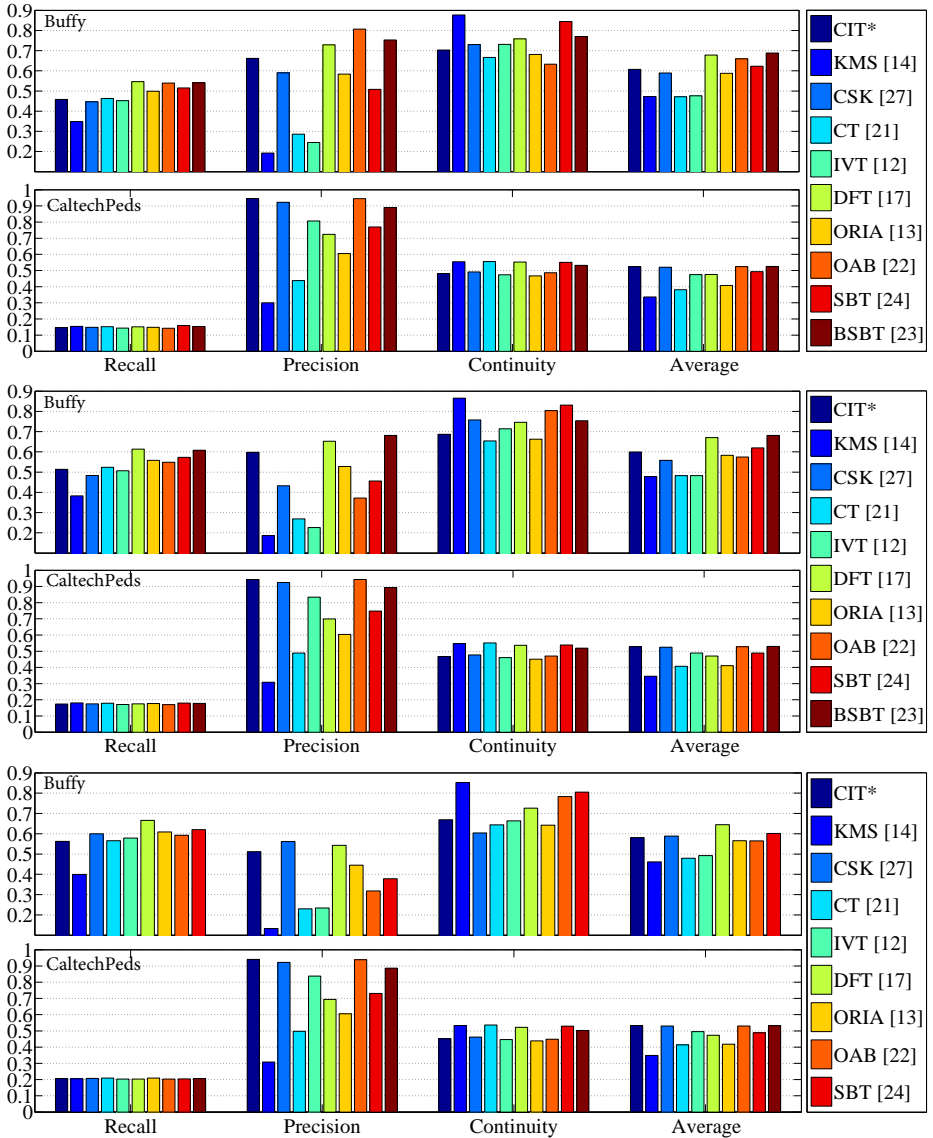 Buffy
0.9
0.8
0.7
0.6
0.5
0.4
0.3
0.2
CaltechPeds
1
0.9
0.8
0.7
0.6
0.5
0.4
0.3
0.2
0.1
0
Recall Precision Continuity Average
CIT*
KMS [14]
CSK [27]
CT [21]
IVT [12]
DFT [17]
ORIA [13]
OAB [22]
SBT [24]
BSBT [23]
Buffy
0.9
0.8
0.7
0.6
0.5
0.4
0.3
0.2
CaltechPeds
1
0.9
0.8
0.7
0.6
0.5
0.4
0.3
0.2
0.1
0
Recall Precision Continuity Average
CIT*
KMS [14]
CSK [27]
CT [21]
IVT [12]
DFT [17]
ORIA [13]
OAB [22]
SBT [24]
BSBT [23]
Buffy
0.9
0.8
0.7
0.6
0.5
0.4
0.3
0.2
CaltechPeds
1
0.9
0.8
0.7
0.6
0.5
0.4
0.3
0.2
0.1
0
Recall Precision Continuity Average
CIT*
KMS [14]
CSK [27]
CT [21]
IVT [12]
DFT [17]
ORIA [13]
OAB [22]
SBT [24]